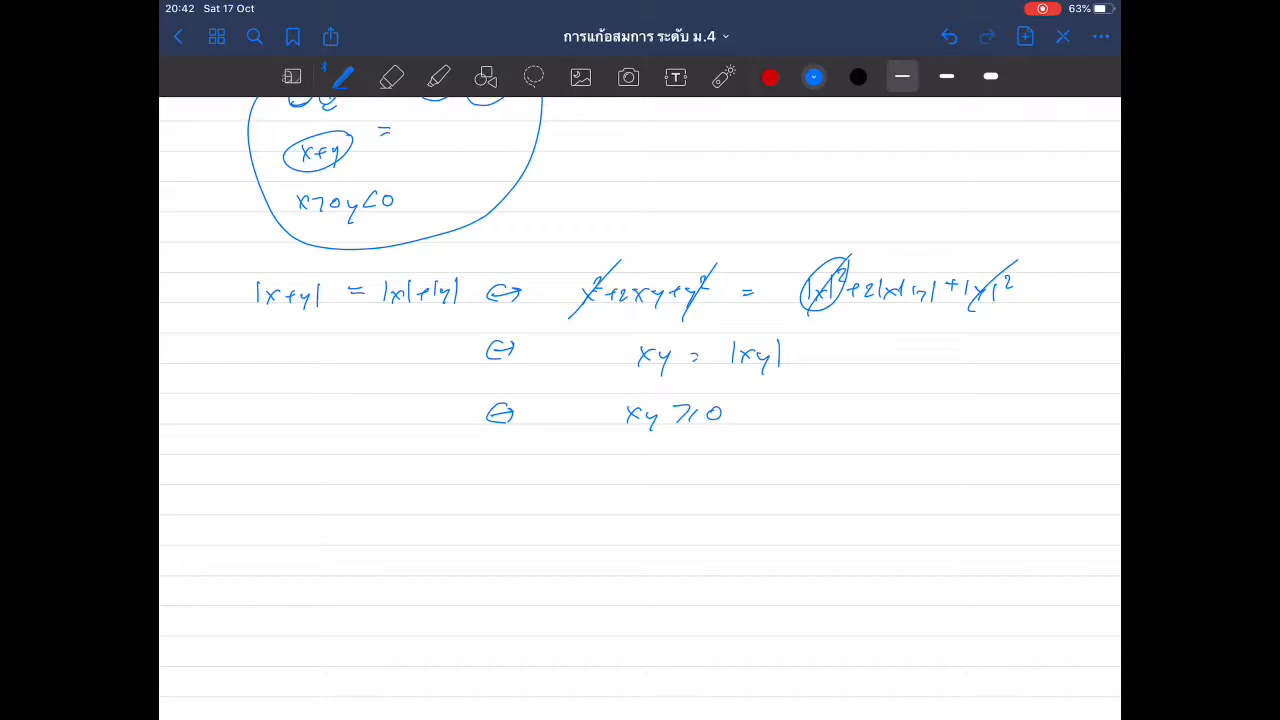 20:42 Sat 17 Oct 63%
การแก้อสมการ ระดับ ม.4
T
=
x+y
x>0 y<0
|x+y| = |x|+|y| ⟷ x²+2xy+y² = |x|²+2|x||y|+|y|²
⟷ xy = |xy|
⟷ xy ≥ 0